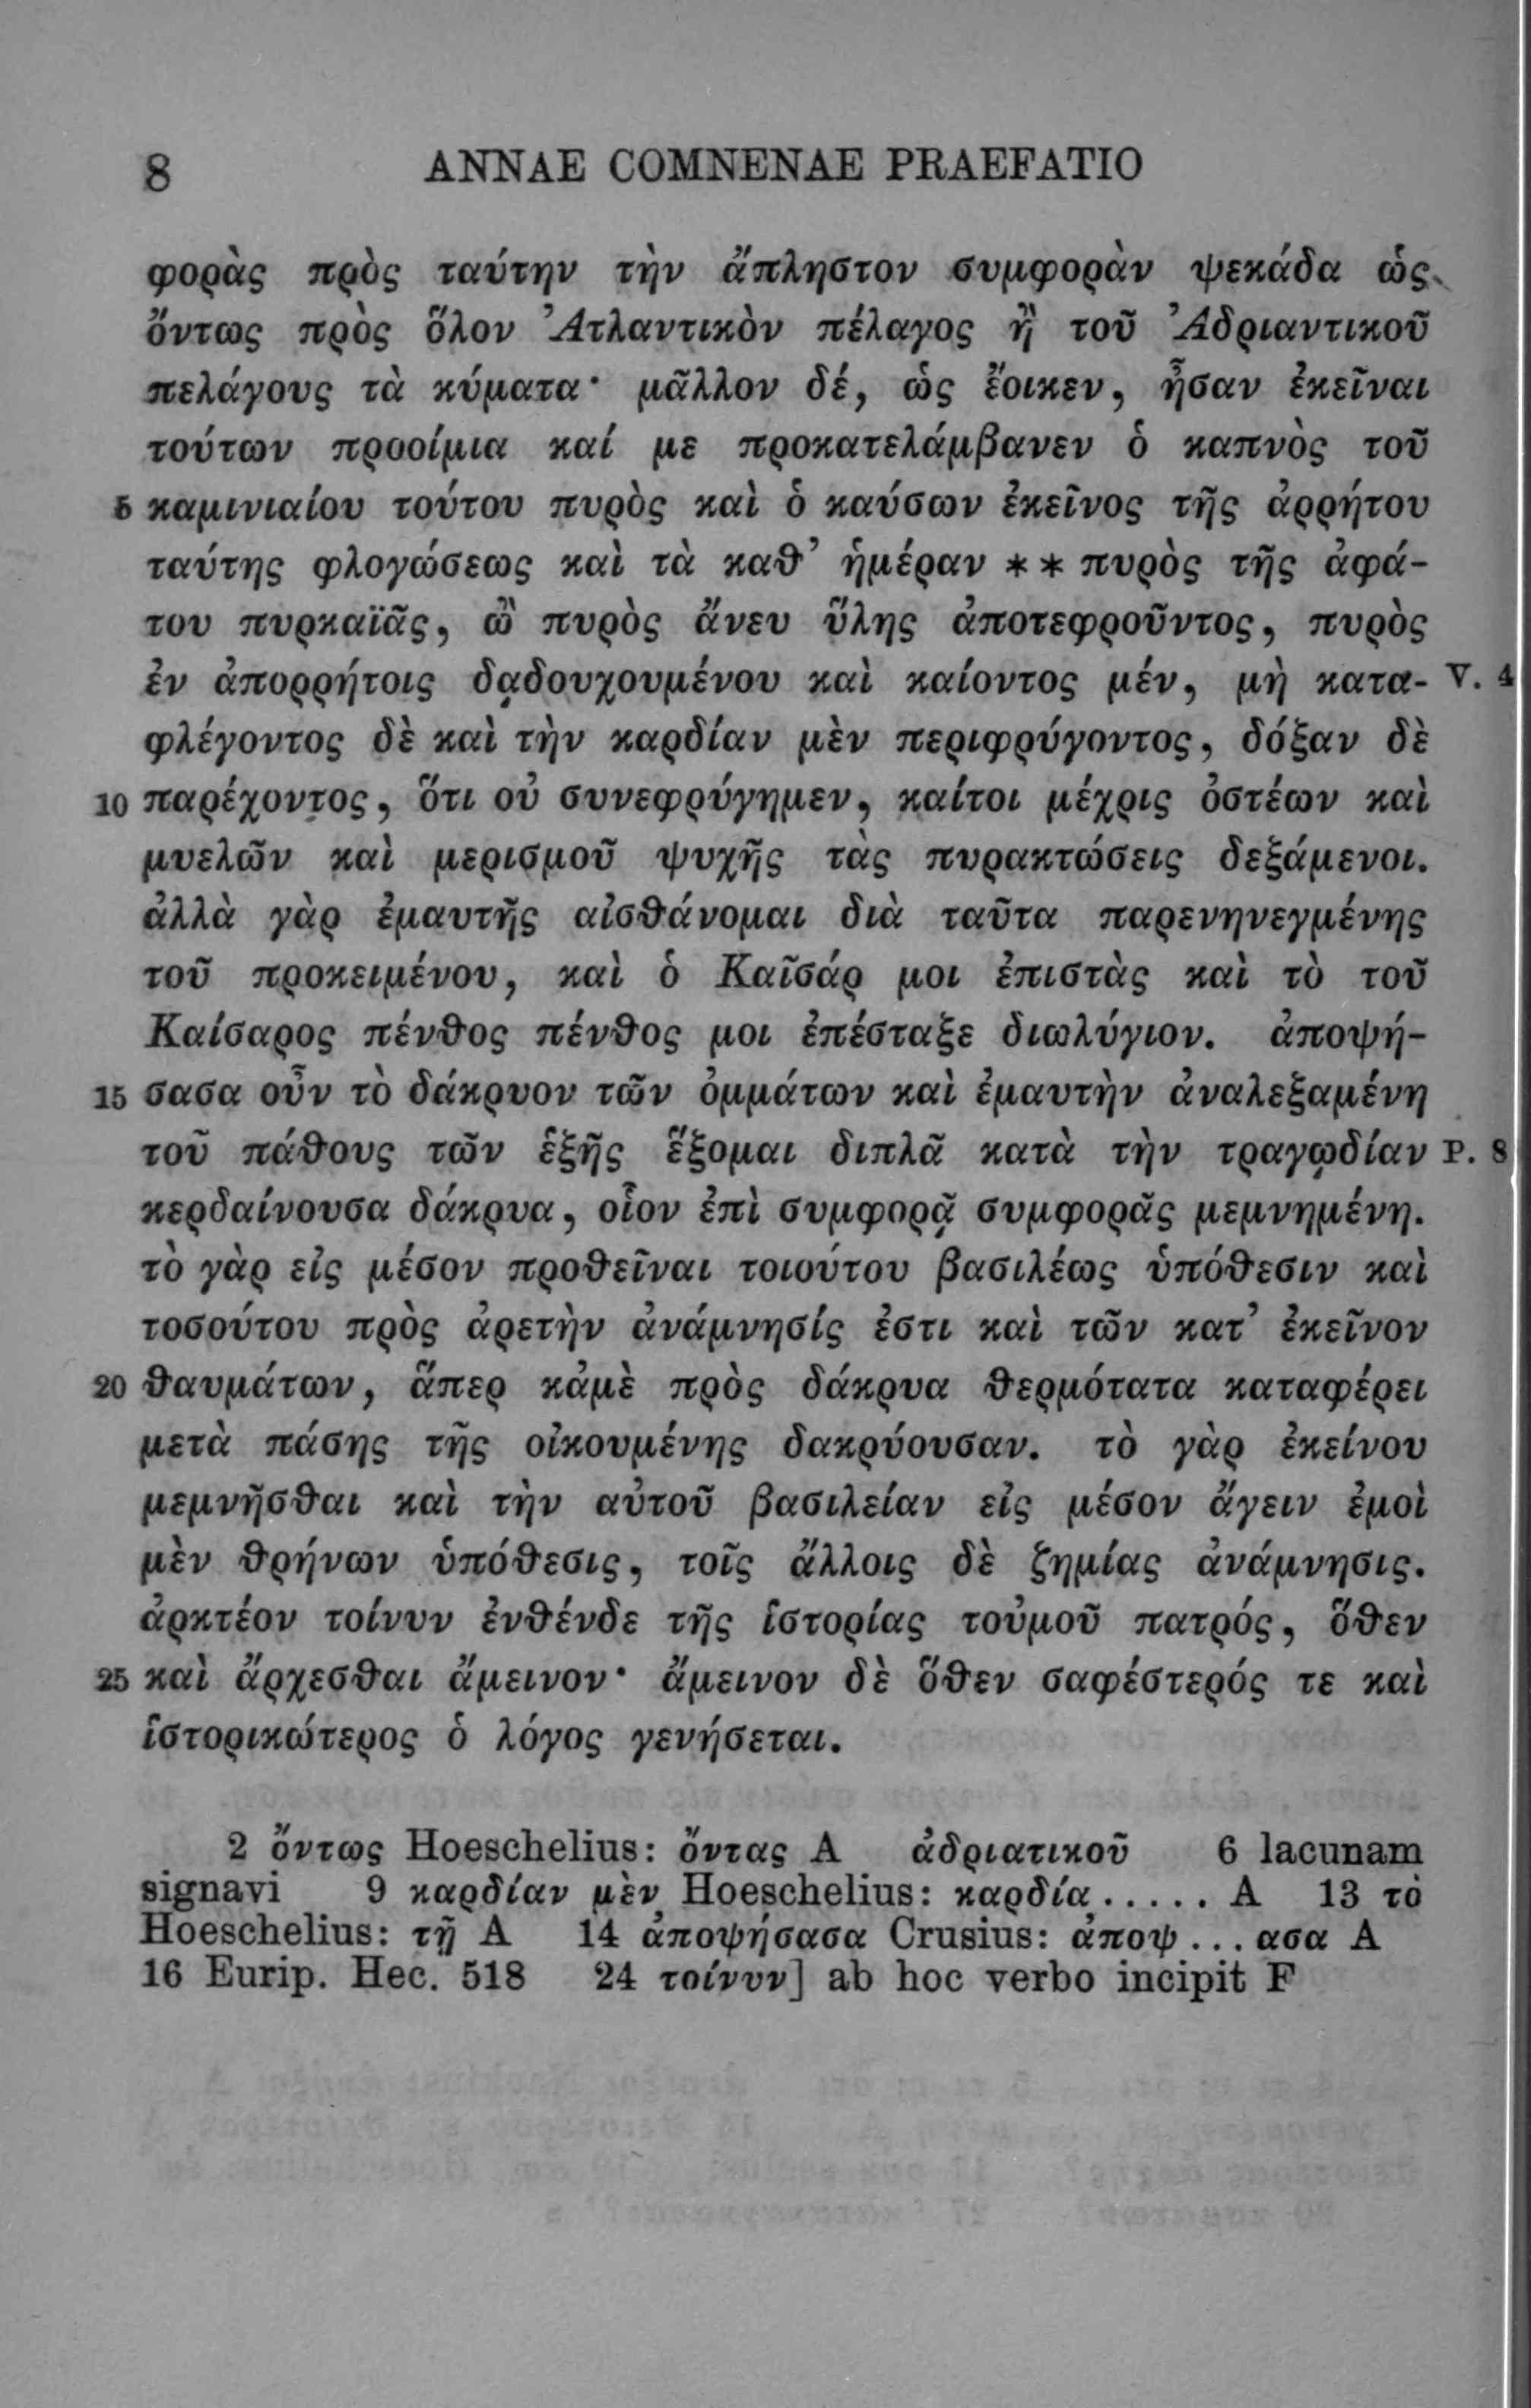 8 ANNAE COMNENAE PRAEFATIO
φορὰς πρὸς ταύτην τὴν ἄπληστον συμφορὰν ψεκάδα ὡς
ὄντως πρὸς ὅλον Ἀτλαντικὸν πέλαγος ἢ τοῦ Ἀδριαντικοῦ
πελάγους τὰ κύματα· μᾶλλον δέ, ὡς ἔοικεν, ἦσαν ἐκεῖναι
τούτων προοίμια καί με προκατελάμβανεν ὁ καπνὸς τοῦ
5 καμινιαίου τούτου πυρὸς καὶ ὁ καύσων ἐκεῖνος τῆς ἀρρήτου
ταύτης φλογώσεως καὶ τὰ καθ’ ἡμέραν ** πυρὸς τῆς ἀφά-
του πυρκαϊᾶς, ὢ πυρὸς ἄνευ ὕλης ἀποτεφροῦντος, πυρὸς
ἐν ἀπορρήτοις δᾳδουχουμένου καὶ καίοντος μέν, μὴ κατα- V. 4
φλέγοντος δὲ καὶ τὴν καρδίαν μὲν περιφρύγοντος, δόξαν δὲ
10 παρέχοντος, ὅτι οὐ συνεφρύγημεν, καίτοι μέχρις ὀστέων καὶ
μυελῶν καὶ μερισμοῦ ψυχῆς τὰς πυρακτώσεις δεξάμενοι.
ἀλλὰ γὰρ ἐμαυτῆς αἰσθάνομαι διὰ ταῦτα παρενηνεγμένης
τοῦ προκειμένου, καὶ ὁ Καῖσάρ μοι ἐπιστὰς καὶ τὸ τοῦ
Καίσαρος πένθος πένθος μοι ἐπέσταξε διωλύγιον. ἀποψή-
15 σασα οὖν τὸ δάκρυον τῶν ὀμμάτων καὶ ἐμαυτὴν ἀναλεξαμένη
τοῦ πάθους τῶν ἑξῆς ἕξομαι διπλᾶ κατὰ τὴν τραγῳδίαν P. 8
κερδαίνουσα δάκρυα, οἷον ἐπὶ συμφορᾷ συμφορᾶς μεμνημένη.
τὸ γὰρ εἰς μέσον προθεῖναι τοιούτου βασιλέως ὑπόθεσιν καὶ
τοσούτου πρὸς ἀρετὴν ἀνάμνησίς ἐστι καὶ τῶν κατ’ ἐκεῖνον
20 θαυμάτων, ἅπερ κἀμὲ πρὸς δάκρυα θερμότατα καταφέρει
μετὰ πάσης τῆς οἰκουμένης δακρύουσαν. τὸ γὰρ ἐκείνου
μεμνῆσθαι καὶ τὴν αὐτοῦ βασιλείαν εἰς μέσον ἄγειν ἐμοὶ
μὲν θρήνων ὑπόθεσις, τοῖς ἄλλοις δὲ ζημίας ἀνάμνησις.
ἀρκτέον τοίνυν ἐνθένδε τῆς ἱστορίας τοὐμοῦ πατρός, ὅθεν
25 καὶ ἄρχεσθαι ἄμεινον· ἄμεινον δὲ ὅθεν σαφέστερός τε καὶ
ἱστορικώτερος ὁ λόγος γενήσεται.
2 ὄντως Hoeschelius: ὄντας A ἀδριατικοῦ 6 lacunam
signavi 9 καρδίαν μὲν Hoeschelius: καρδία ..... A 13 τὸ
Hoeschelius: τῇ A 14 ἀποψήσασα Crusius: ἀποψ ... ασα A
16 Eurip. Hec. 518 24 τοίνυν] ab hoc verbo incipit F